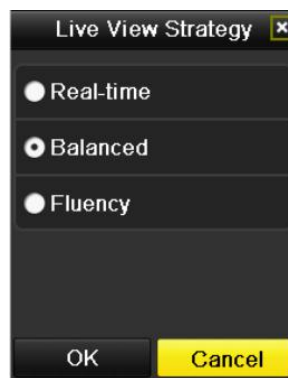 Live View Strategy
Real-time
Balanced
Fluency
OK
Cancel